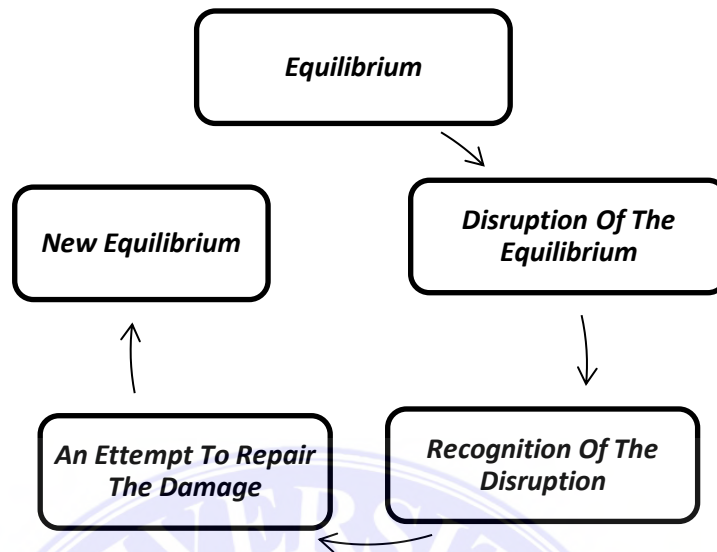 Equilibrium
Disruption Of The
Equilibrium
Recognition Of The
Disruption
An Ettempt To Repair
The Damage
New Equilibrium